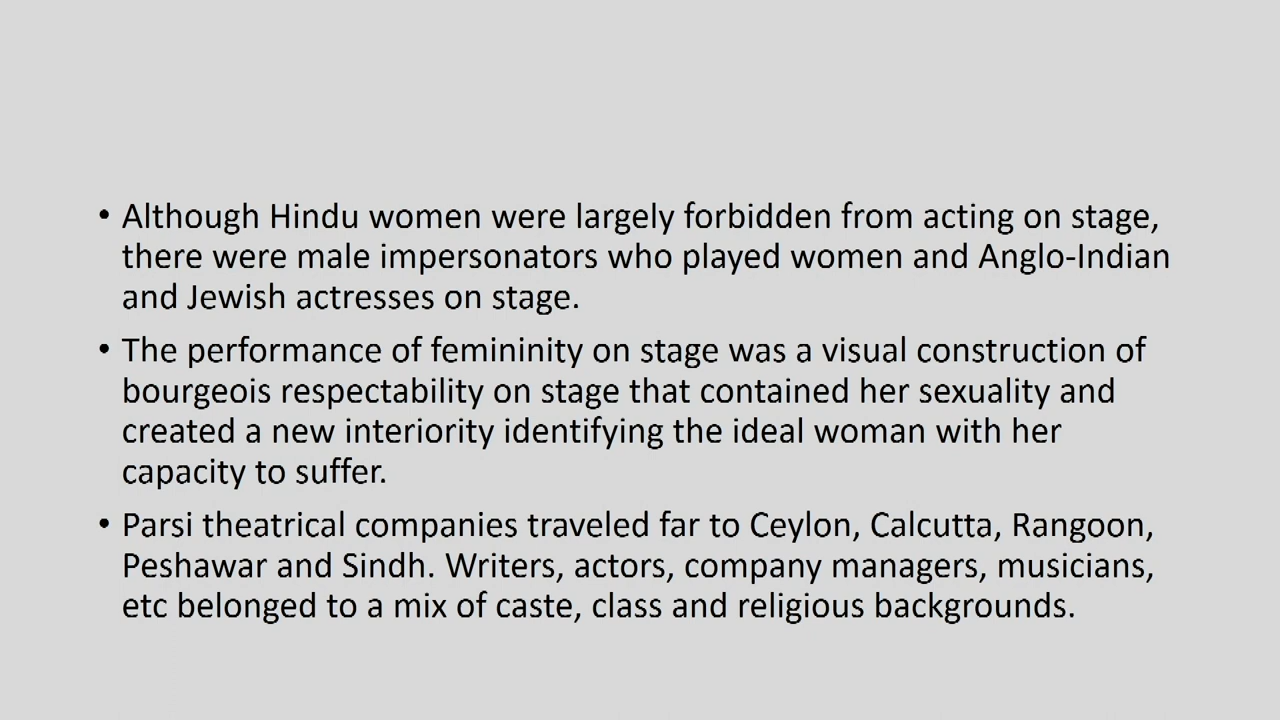 • Although Hindu women were largely forbidden from acting on stage,
there were male impersonators who played women and Anglo-Indian
and Jewish actresses on stage.
• The performance of femininity on stage was a visual construction of
bourgeois respectability on stage that contained her sexuality and
created a new interiority identifying the ideal woman with her
capacity to suffer.
• Parsi theatrical companies traveled far to Ceylon, Calcutta, Rangoon,
Peshawar and Sindh. Writers, actors, company managers, musicians,
etc belonged to a mix of caste, class and religious backgrounds.